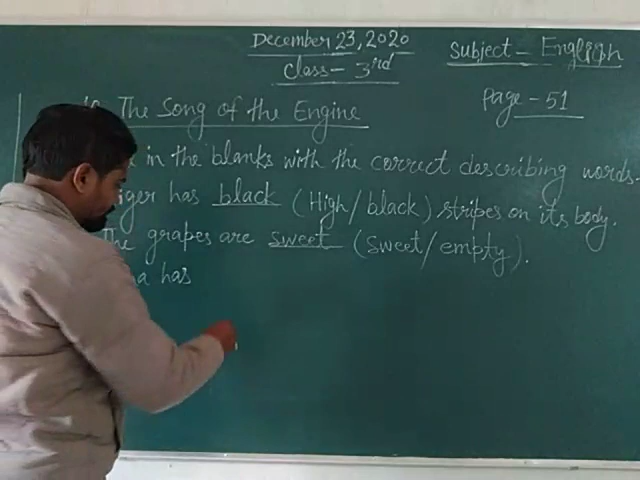 December 23, 2020
Subject - English
Class - 3rd
Page - 51
The Song of the Engine
in the blanks with the correct describing words.
has black (High/black) stripes on its body.
The grapes are sweet (sweet/empty).
has